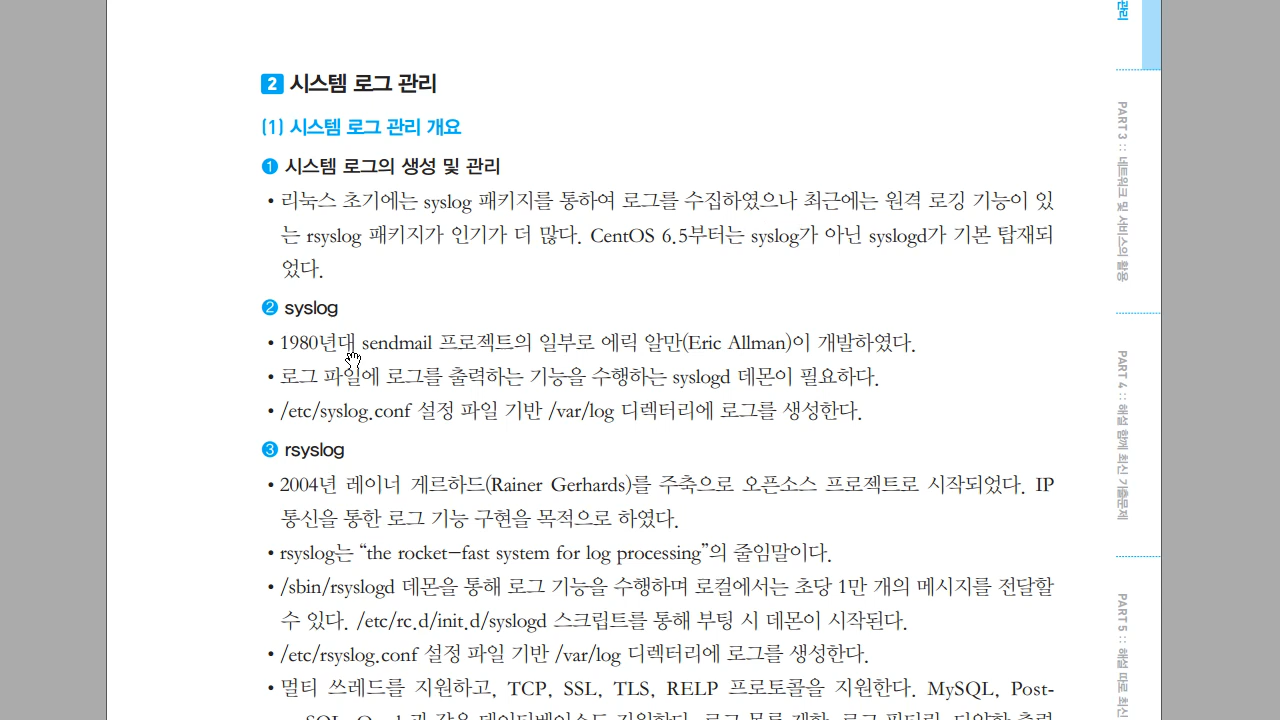 관리
2 시스템 로그 관리
(1) 시스템 로그 관리 개요
❶ 시스템 로그의 생성 및 관리
• 리눅스 초기에는 syslog 패키지를 통하여 로그를 수집하였으나 최근에는 원격 로깅 기능이 있
는 rsyslog 패키지가 인기가 더 많다. CentOS 6.5부터는 syslog가 아닌 syslogd가 기본 탑재되
었다.
❷ syslog
• 1980년대 sendmail 프로젝트의 일부로 에릭 알만(Eric Allman)이 개발하였다.
• 로그 파일에 로그를 출력하는 기능을 수행하는 syslogd 데몬이 필요하다.
• /etc/syslog.conf 설정 파일 기반 /var/log 디렉터리에 로그를 생성한다.
❸ rsyslog
• 2004년 레이너 겨르하드(Rainer Gerhards)를 주축으로 오픈소스 프로젝트로 시작되었다. IP
통신을 통한 로그 기능 구현을 목적으로 하였다.
• rsyslog는 “the rocket-fast system for log processing”의 줄임말이다.
• /sbin/rsyslogd 데몬을 통해 로그 기능을 수행하며 로컬에서는 초당 1만 개의 메시지를 전달할
수 있다. /etc/rc.d/init.d/syslogd 스크립트를 통해 부팅 시 데몬이 시작된다.
• /etc/rsyslog.conf 설정 파일 기반 /var/log 디렉터리에 로그를 생성한다.
• 멀티 쓰레드를 지원하고, TCP, SSL, TLS, RELP 프로토콜을 지원한다. MySQL, Post-
PART 3 :: 네트워크 및 서비스의 활용
PART 4 :: 해설 함께 최신 기출문제
PART 5 :: 해설 따로 최신